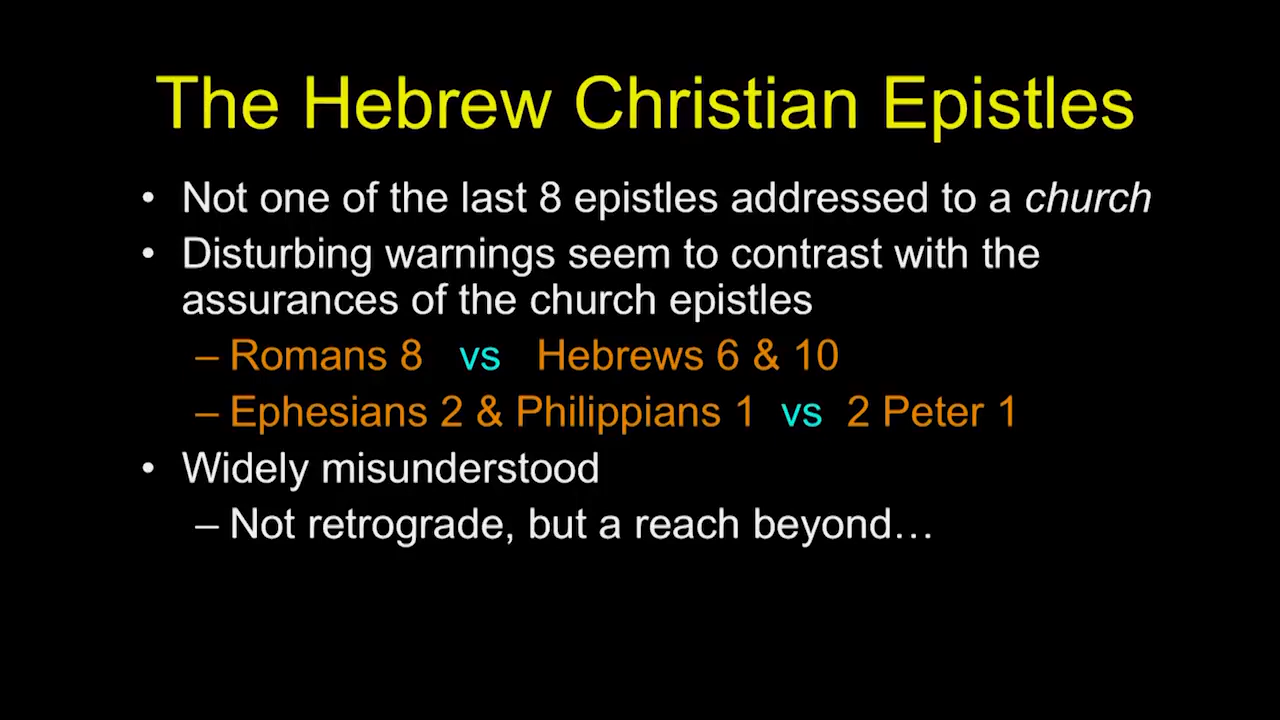 The Hebrew Christian Epistles
• Not one of the last 8 epistles addressed to a church
• Disturbing warnings seem to contrast with the
assurances of the church epistles
– Romans 8 vs Hebrews 6 & 10
– Ephesians 2 & Philippians 1 vs 2 Peter 1
• Widely misunderstood
– Not retrograde, but a reach beyond…